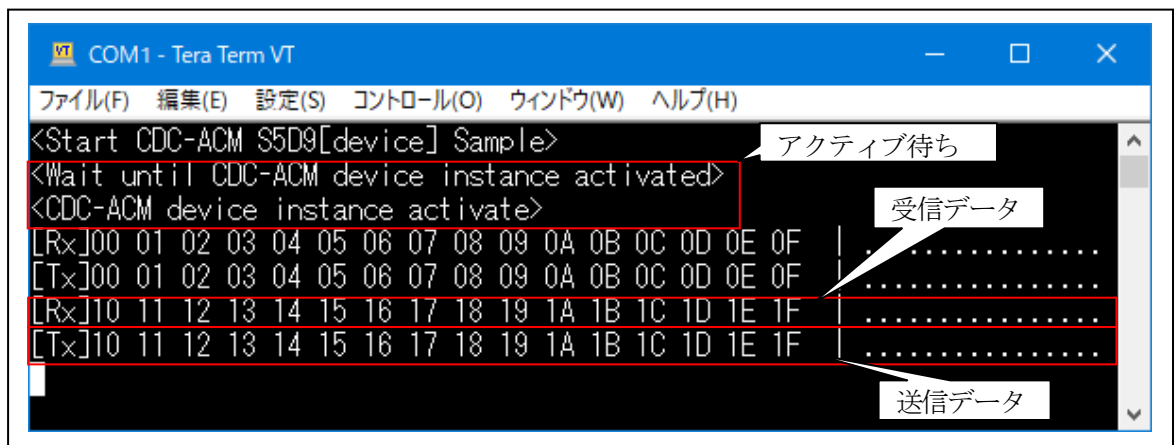 COM1 - Tera Term VT
ファイル(F) 編集(E) 設定(S) コントロール(O) ウィンドウ(W) ヘルプ(H)
<Start CDC-ACM S5D9[device] Sample>
アクティブ待ち
<Wait until CDC-ACM device instance activated>
<CDC-ACM device instance activate>
受信データ
[Rx]00 01 02 03 04 05 06 07 08 09 0A 0B 0C 0D 0E 0F | ................
[Tx]00 01 02 03 04 05 06 07 08 09 0A 0B 0C 0D 0E 0F | ................
[Rx]10 11 12 13 14 15 16 17 18 19 1A 1B 1C 1D 1E 1F | ................
[Tx]10 11 12 13 14 15 16 17 18 19 1A 1B 1C 1D 1E 1F | ................
送信データ